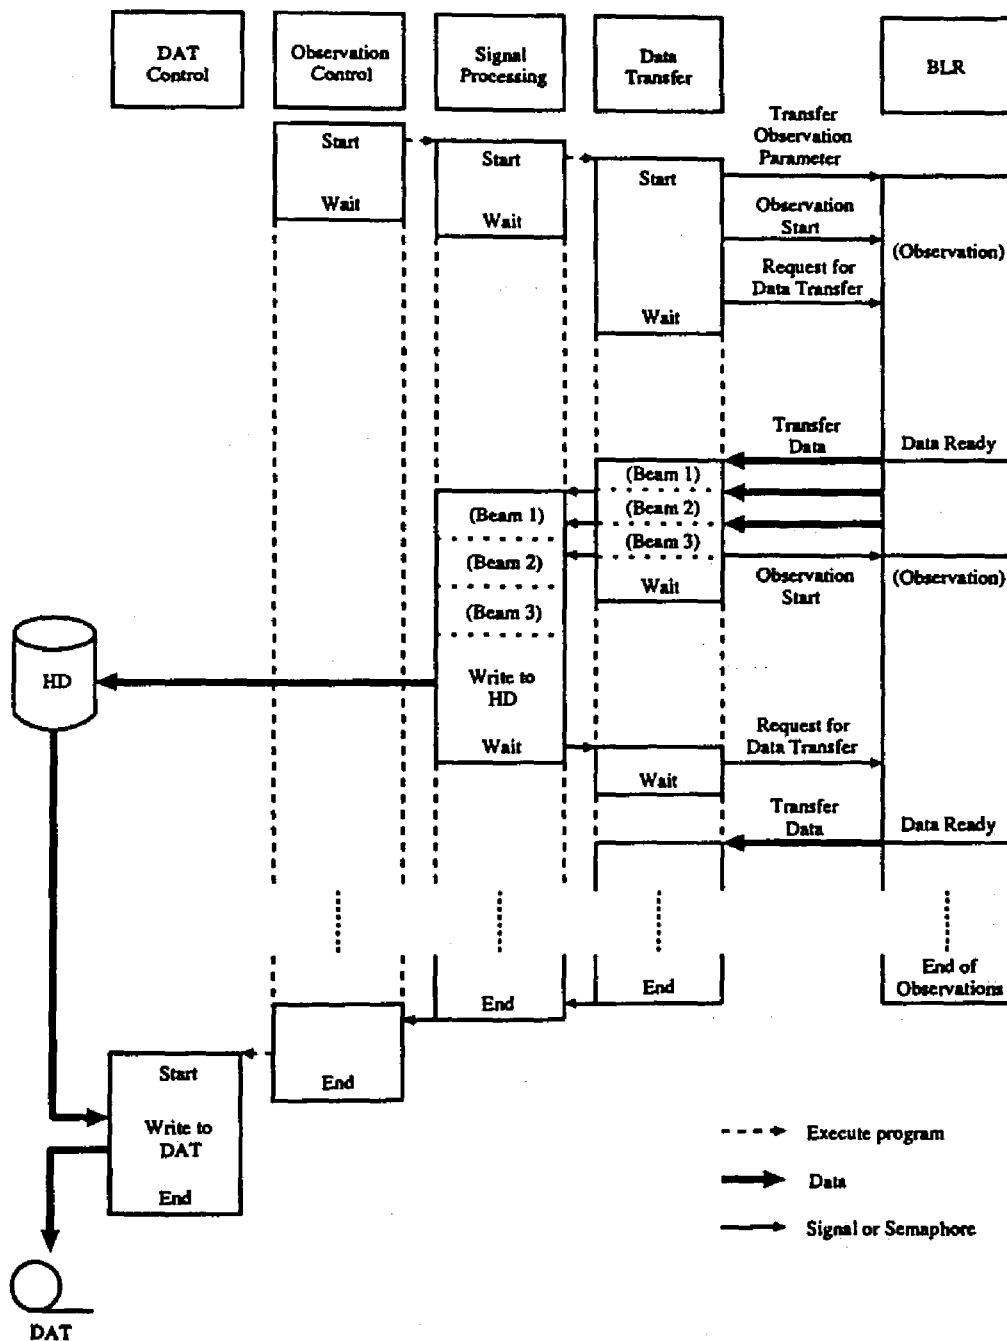 DAT
Control
Observation
Control
Signal
Processing
Data
Transfer
BLR
Start
Wait
Start
Wait
Start
Wait
Transfer
Observation
Parameter
Observation
Start
Request for
Data Transfer
(Observation)
Transfer
Data
Data Ready
(Beam 1)
(Beam 2)
(Beam 3)
Wait
(Beam 1)
(Beam 2)
(Beam 3)
Write to
HD
Wait
Observation
Start
(Observation)
HD
Wait
Request for
Data Transfer
Transfer
Data
Data Ready
End
End
End of
Observations
End
Start
Write to
DAT
End
DAT
Execute program
Data
Signal or Semaphore